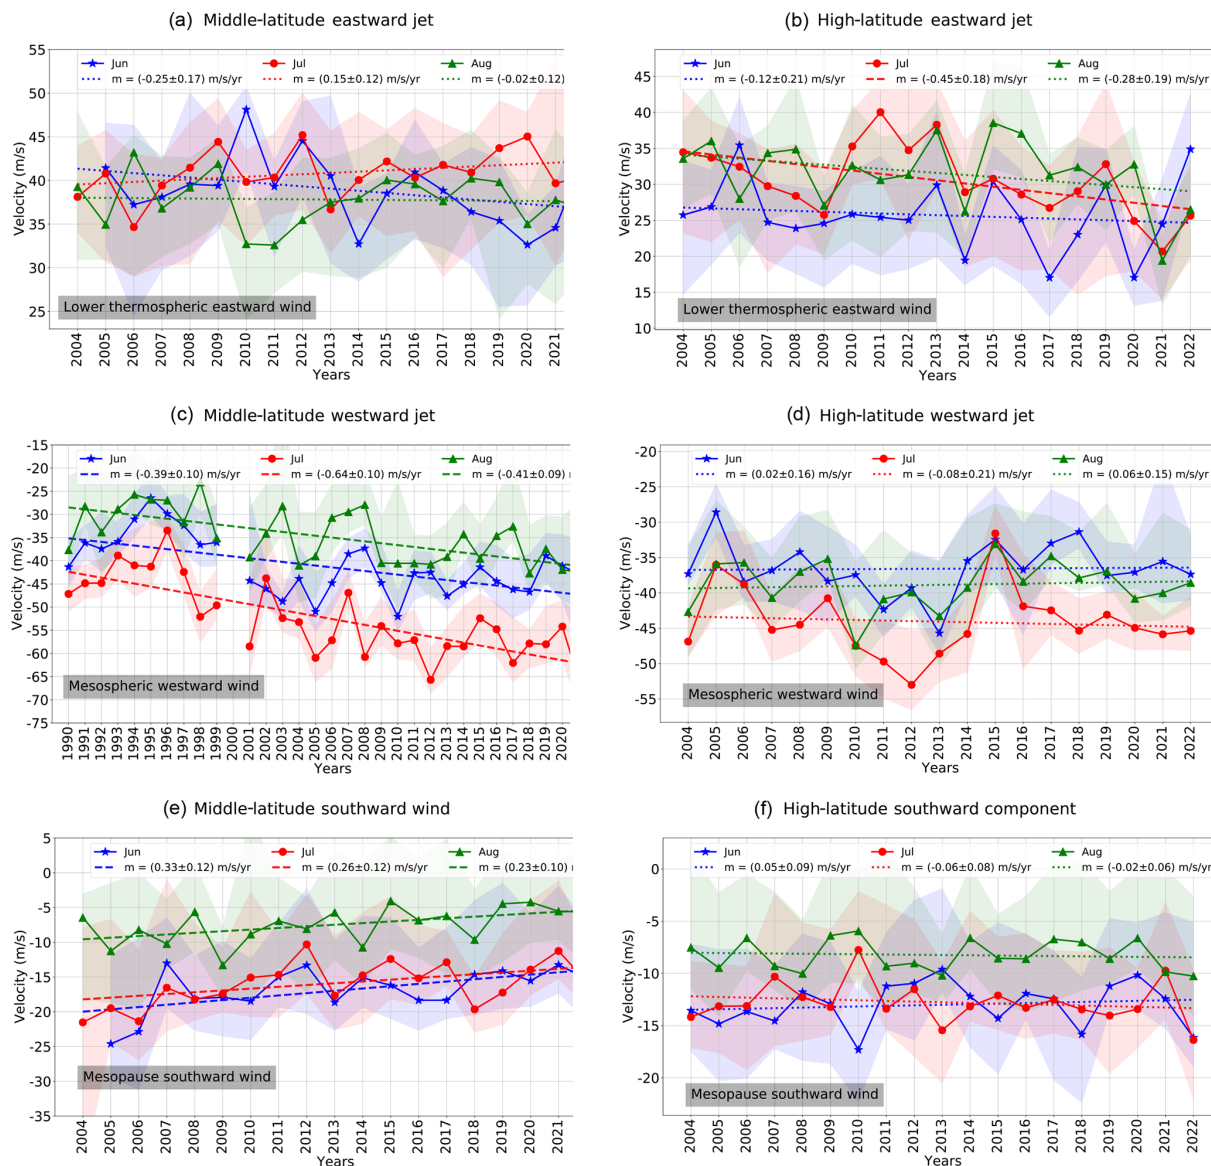 (a) Middle-latitude eastward jet
55
50
45
40
35
30
25
Velocity (m/s)
Jun Jul Aug
m = (-0.25±0.17) m/s/yr m = (0.15±0.12) m/s/yr m = (-0.02±0.12)
Lower thermospheric eastward wind
2004 2005 2006 2007 2008 2009 2010 2011 2012 2013 2014 2015 2016 2017 2018 2019 2020 2021
Years
(b) High-latitude eastward jet
45
40
35
30
25
20
15
10
Velocity (m/s)
Jun Jul Aug
m = (-0.12±0.21) m/s/yr m = (-0.45±0.18) m/s/yr m = (-0.28±0.19) m/s/yr
Lower thermospheric eastward wind
2004 2005 2006 2007 2008 2009 2010 2011 2012 2013 2014 2015 2016 2017 2018 2019 2020 2021 2022
Years
(c) Middle-latitude westward jet
-15
-20
-25
-30
-35
-40
-45
-50
-55
-60
-65
-70
-75
Velocity (m/s)
Jun Jul Aug
m = (-0.39±0.10) m/s/yr m = (-0.64±0.10) m/s/yr m = (-0.41±0.09)
Mesospheric westward wind
1990 1991 1992 1993 1994 1995 1996 1997 1998 1999 2000 2001 2002 2003 2004 2005 2006 2007 2008 2009 2010 2011 2012 2013 2014 2015 2016 2017 2018 2019 2020
Years
(d) High-latitude westward jet
-20
-25
-30
-35
-40
-45
-50
-55
Velocity (m/s)
Jun Jul Aug
m = (0.02±0.16) m/s/yr m = (-0.08±0.21) m/s/yr m = (0.06±0.15) m/s/yr
Mesospheric westward wind
2004 2005 2006 2007 2008 2009 2010 2011 2012 2013 2014 2015 2016 2017 2018 2019 2020 2021 2022
Years
(e) Middle-latitude southward wind
5
0
-5
-10
-15
-20
-25
-30
-35
Velocity (m/s)
Jun Jul Aug
m = (0.33±0.12) m/s/yr m = (0.26±0.12) m/s/yr m = (0.23±0.10)
Mesopause southward wind
2004 2005 2006 2007 2008 2009 2010 2011 2012 2013 2014 2015 2016 2017 2018 2019 2020 2021
Years
(f) High-latitude southward component
0
-5
-10
-15
-20
Velocity (m/s)
Jun Jul Aug
m = (0.05±0.09) m/s/yr m = (-0.06±0.08) m/s/yr m = (-0.02±0.06) m/s/yr
Mesopause southward wind
2004 2005 2006 2007 2008 2009 2010 2011 2012 2013 2014 2015 2016 2017 2018 2019 2020 2021 2022
Years